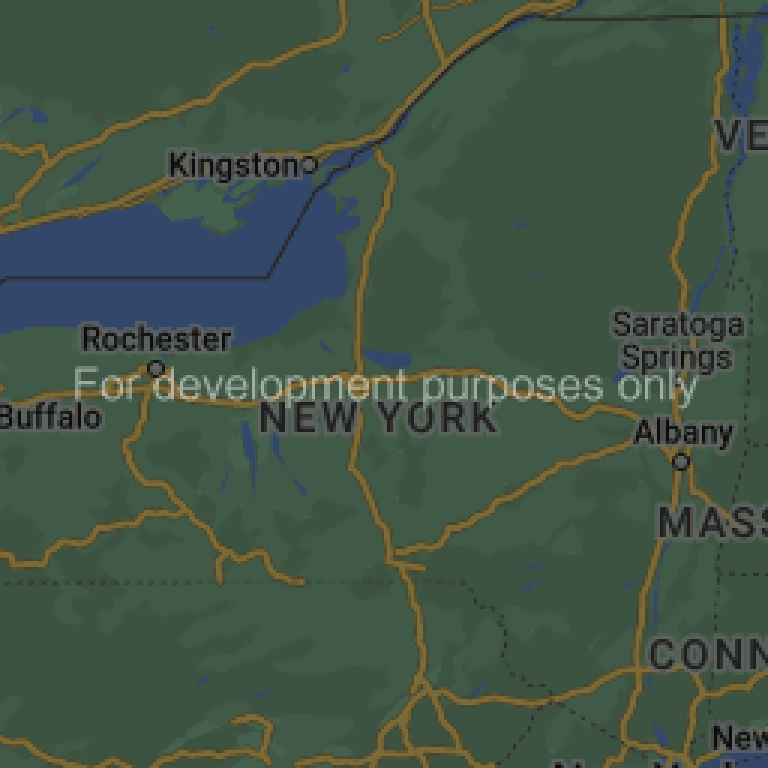 VE
Kingston
Saratoga
Springs
Rochester
For development purposes only
Buffalo
NEW YORK
Albany
MASS
CONN
New